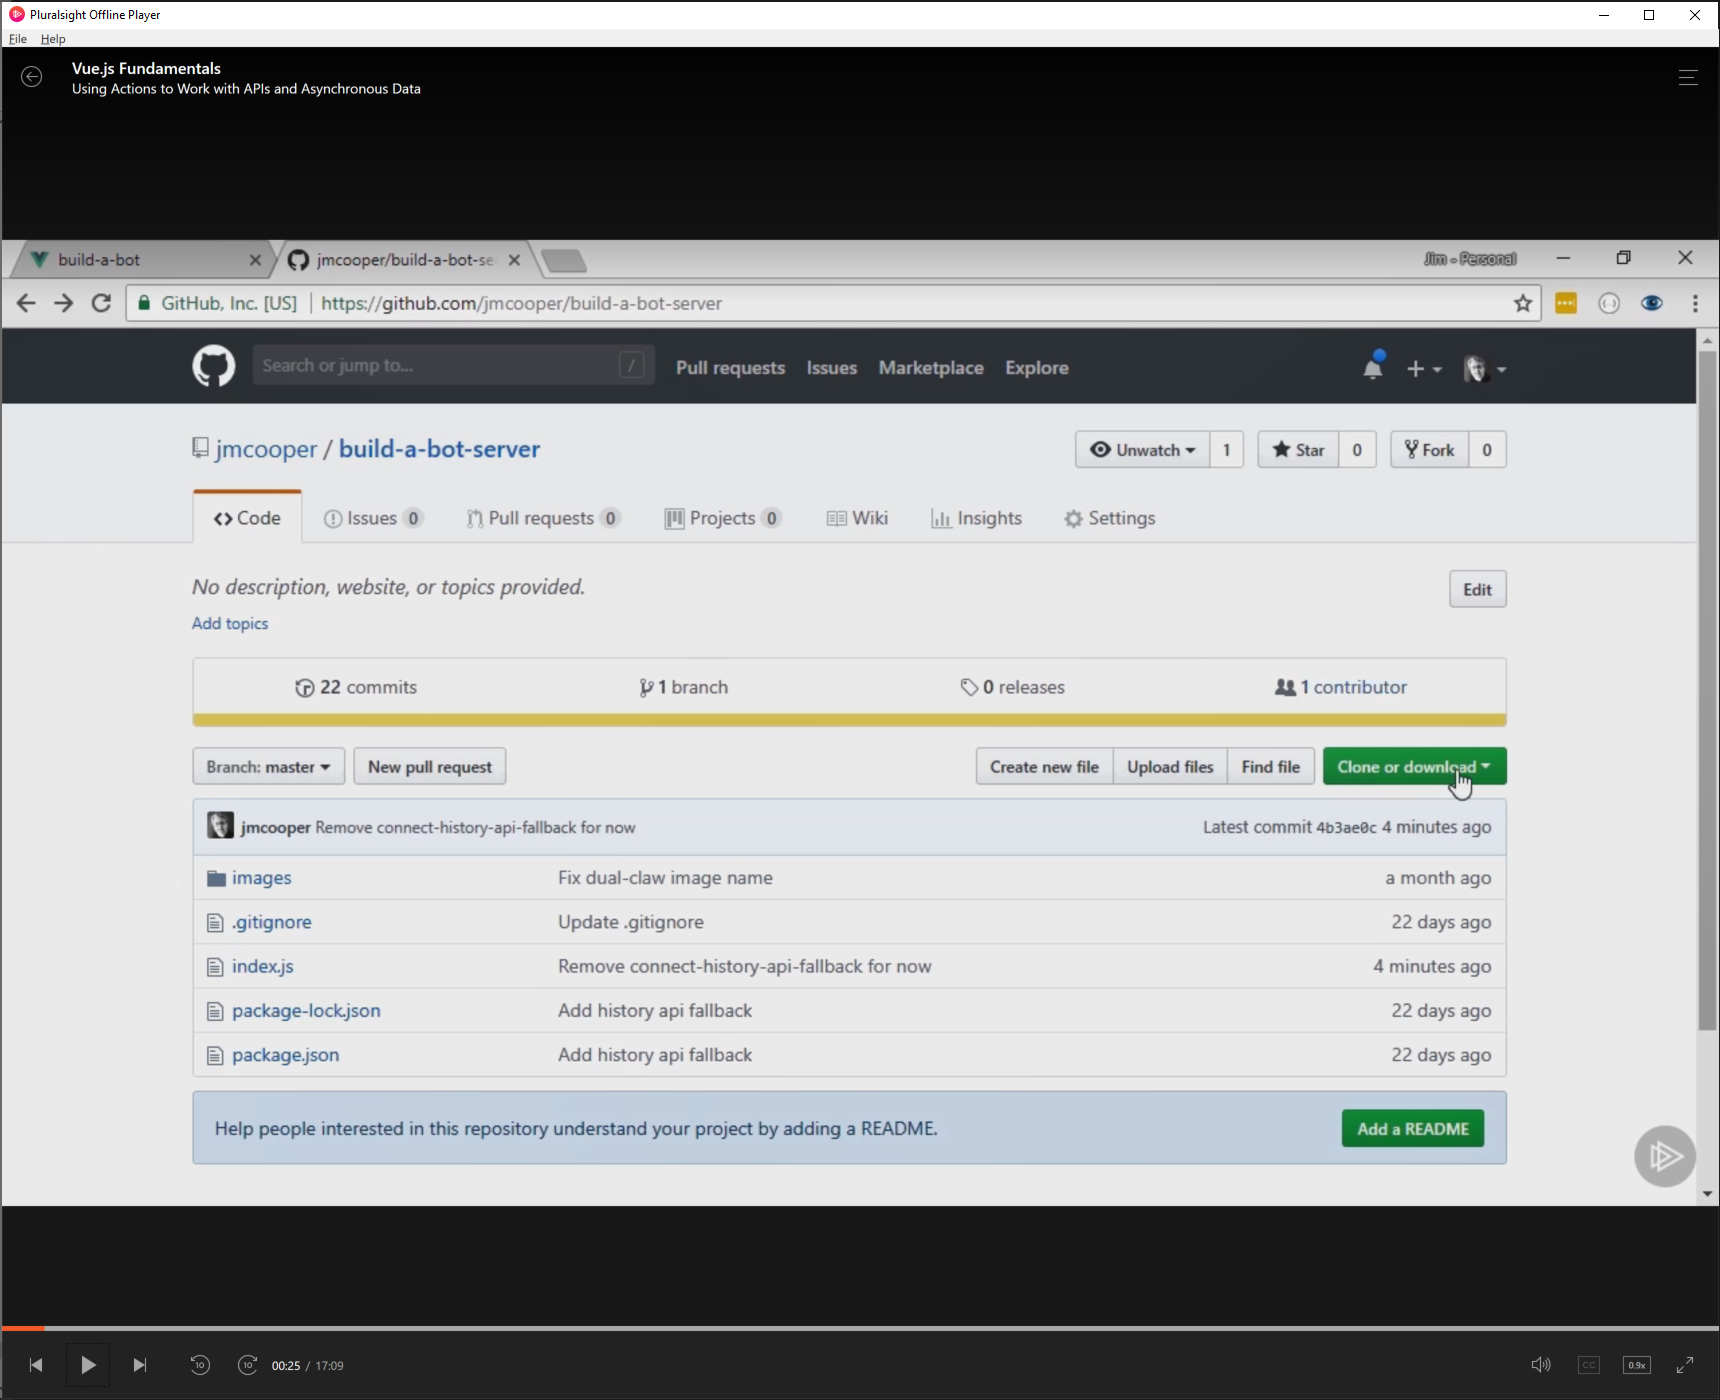 Pluralsight Offline Player
File Help
Vue.js Fundamentals
Using Actions to Work with APIs and Asynchronous Data
build-a-bot
jmcooper/build-a-bot-se
Jim - Personal
GitHub, Inc. [US] https://github.com/jmcooper/build-a-bot-server
Search or jump to... /
Pull requests Issues Marketplace Explore
jmcooper / build-a-bot-server
Unwatch 1 Star 0 Fork 0
Code Issues 0 Pull requests 0 Projects 0 Wiki Insights Settings
No description, website, or topics provided.
Edit
Add topics
22 commits 1 branch 0 releases 1 contributor
Branch: master New pull request Create new file Upload files Find file Clone or download
jmcooper Remove connect-history-api-fallback for now Latest commit 4b3ae0c 4 minutes ago
images Fix dual-claw image name a month ago
.gitignore Update .gitignore 22 days ago
index.js Remove connect-history-api-fallback for now 4 minutes ago
package-lock.json Add history api fallback 22 days ago
package.json Add history api fallback 22 days ago
Help people interested in this repository understand your project by adding a README. Add a README
10 10 00:25 / 17:09 CC 0.9x